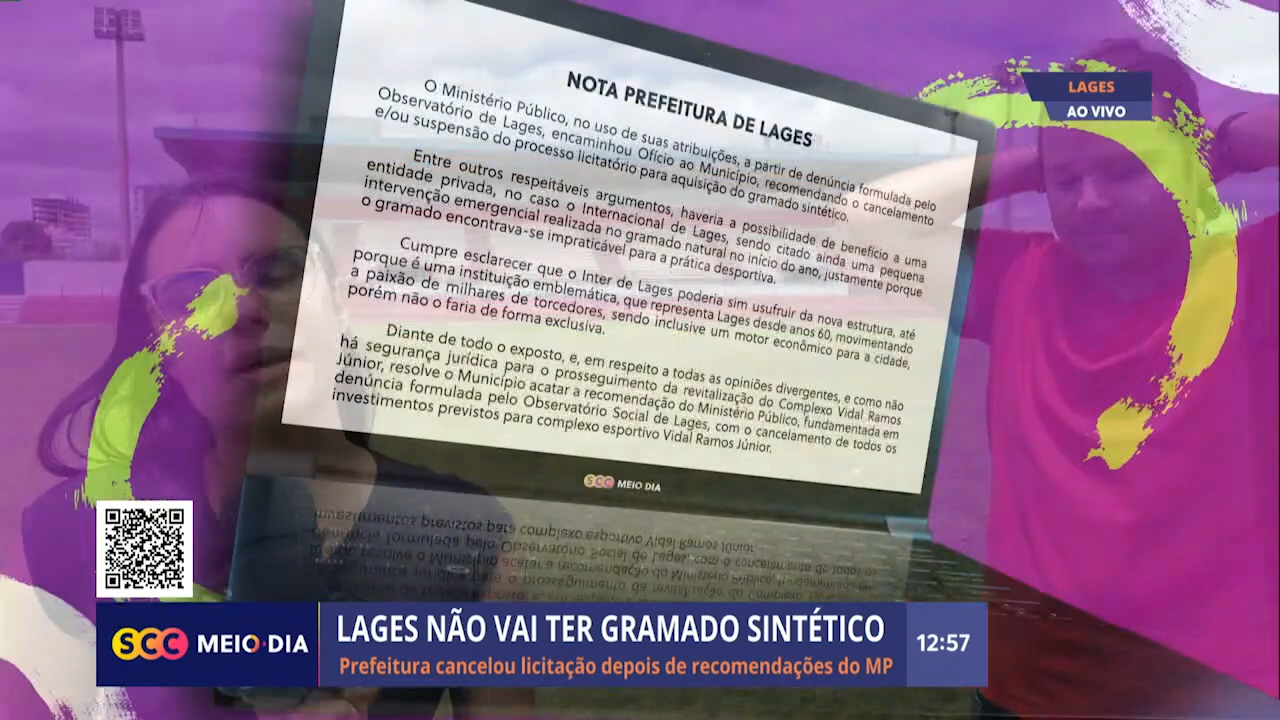 LAGES
AO VIVO
NOTA PREFEITURA DE LAGES
O Ministério Público, no uso de suas atribuições, a partir de denúncia formulada pelo
Observatório de Lages, encaminhou Ofício ao Município, recomendando o cancelamento
e/ou suspensão do processo licitatório para aquisição do gramado sintético.
Entre outros respeitáveis argumentos, haveria a possibilidade de benefício a uma
entidade privada, no caso o Internacional de Lages, sendo citado ainda uma pequena
intervenção emergencial realizada no gramado natural no início do ano, justamente porque
o gramado encontrava-se impraticável para a prática desportiva.
Cumpre esclarecer que o Inter de Lages poderia sim usufruir da nova estrutura, até
porque é uma instituição emblemática, que representa Lages desde anos 60, movimentando
a paixão de milhares de torcedores, sendo inclusive um motor econômico para a cidade,
porém não o faria de forma exclusiva.
Diante de todo o exposto, e, em respeito a todas as opiniões divergentes, e como não
há segurança jurídica para o prosseguimento da revitalização do Complexo Vidal Ramos
Júnior, resolve o Município acatar a recomendação do Ministério Público, fundamentada em
denúncia formulada pelo Observatório Social de Lages, com o cancelamento de todos os
investimentos previstos para complexo esportivo Vidal Ramos Júnior.
SCC MEIO DIA
SCC MEIO DIA
LAGES NÃO VAI TER GRAMADO SINTÉTICO
Prefeitura cancelou licitação depois de recomendações do MP
12:57